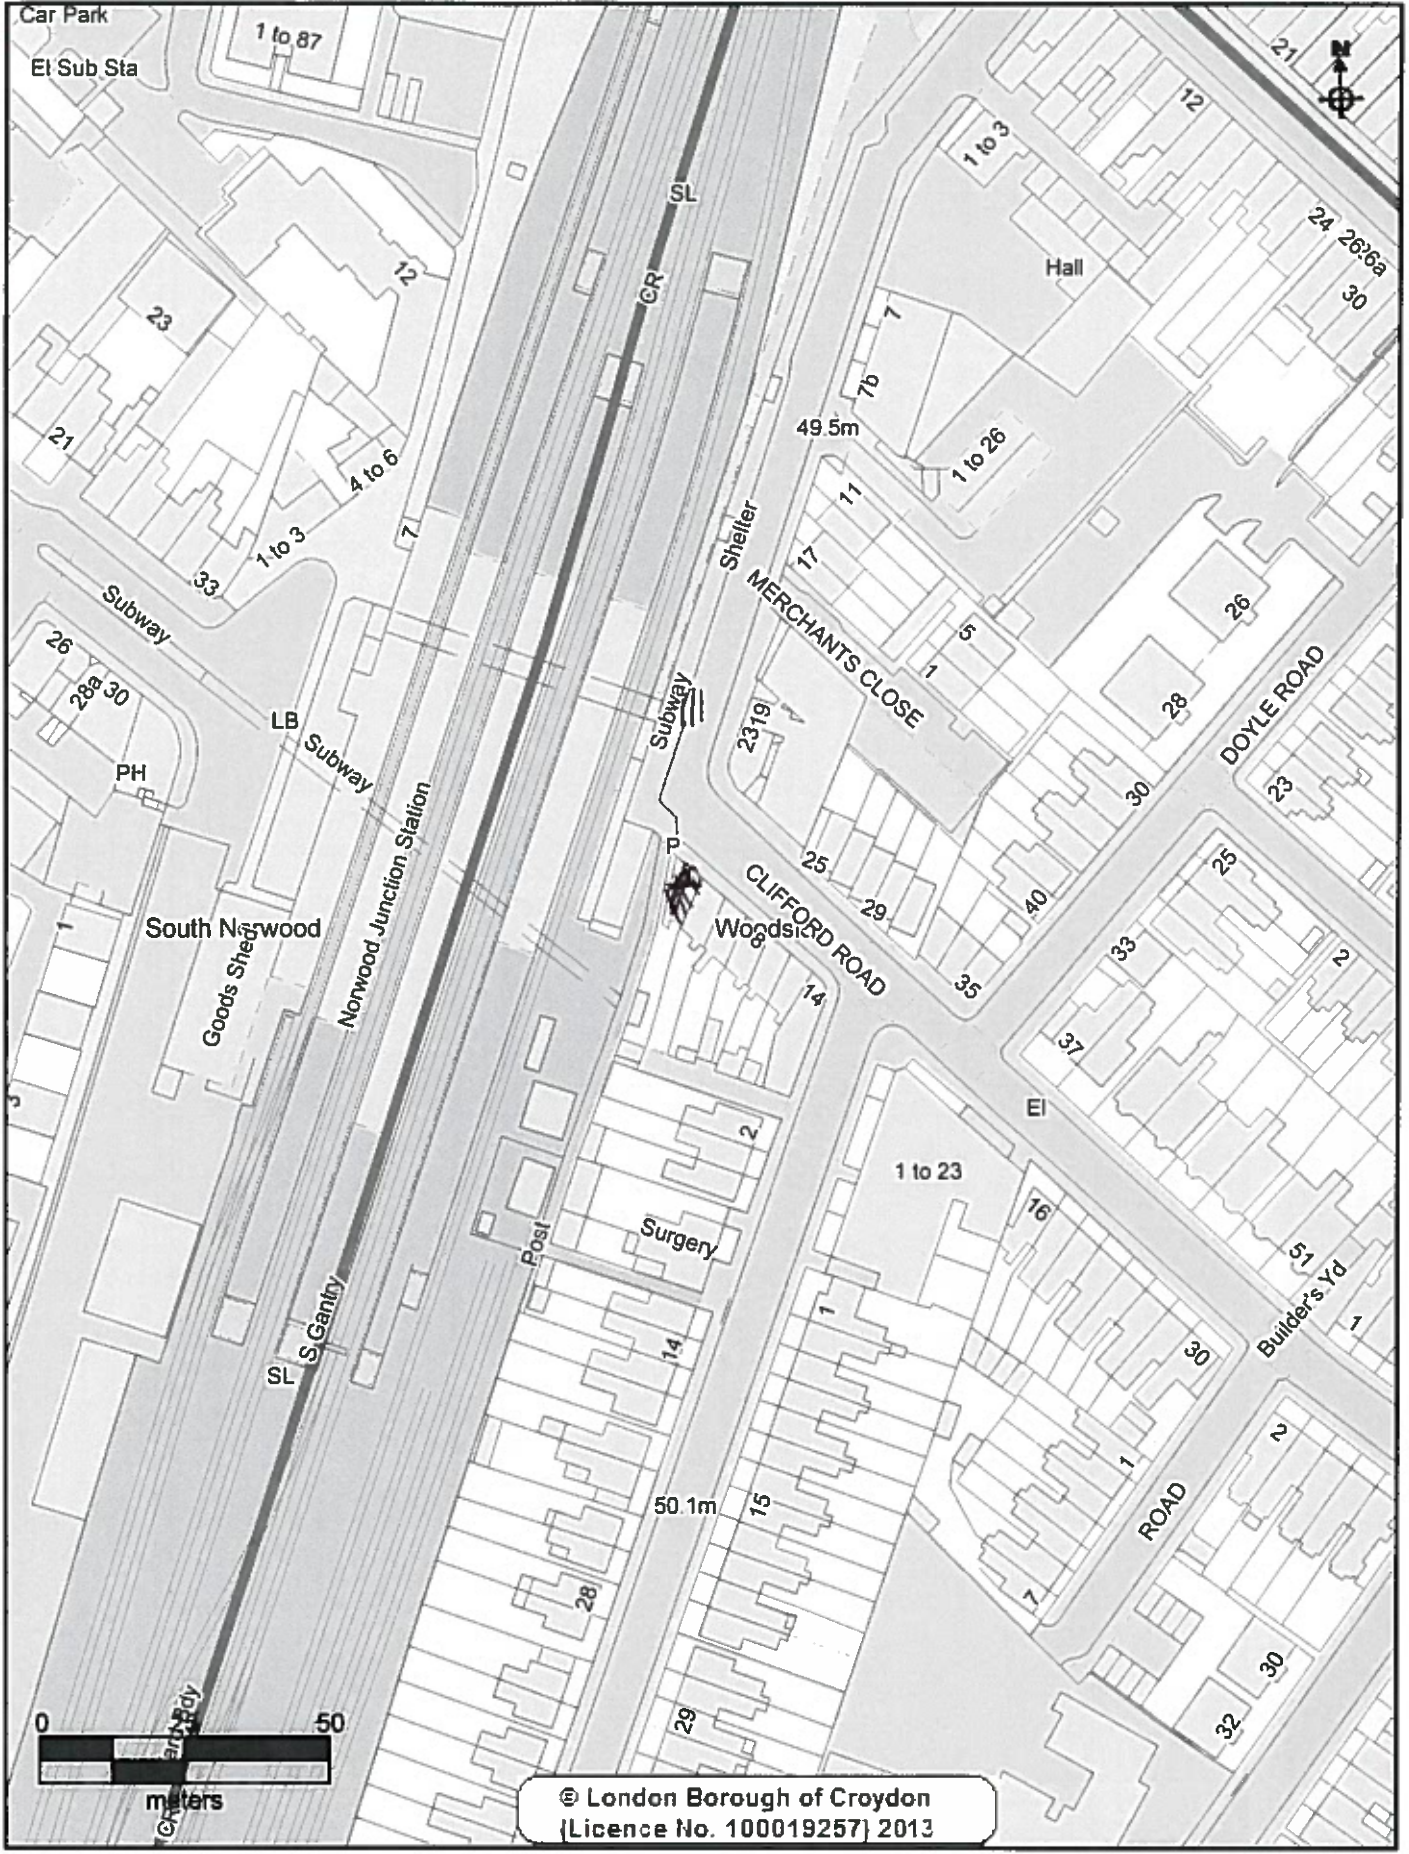 Car Park
1 to 87
El Sub Sta
21
N
12
1 to 3
SL
24
26
26a
30
Hall
12
CR
23
7
7b
49.5m
21
4 to 6
1 to 26
11
7
Shelter
1 to 3
17
33
MERCHANTS CLOSE
Subway
26
26
5
1
28a
30
Subway
28
DOYLE ROAD
LB
Subway
23
19
PH
30
23
Norwood Junction Station
P
25
CLIFFORD ROAD
25
40
29
1
South Norwood
Goods Shed
8
33
2
35
14
37
3
El
2
1 to 23
16
Surgery
Post
51
Builder's Yd
1
S Gantry
1
14
30
SL
2
1
50.1m
15
ROAD
28
7
30
29
32
0
50
meters
© London Borough of Croydon
(Licence No. 100019257) 2013